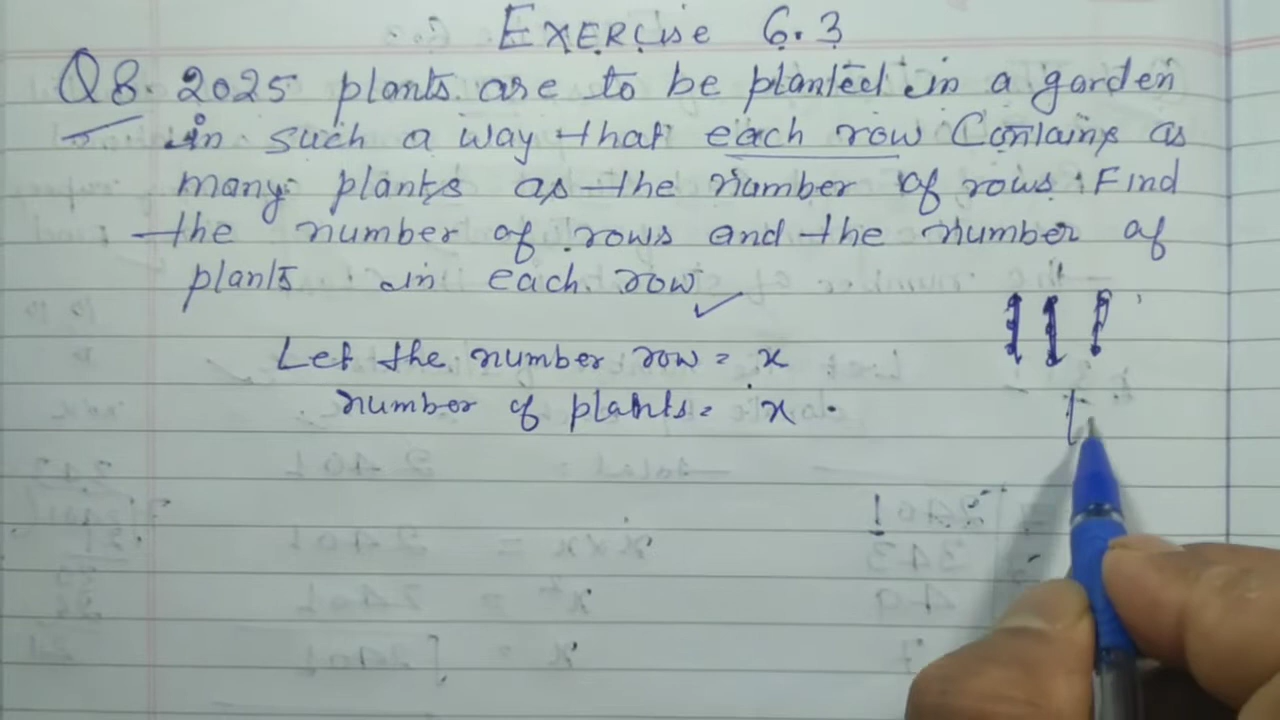 Exercise 6.3
Q8. 2025 plants are to be planted in a garden
in such a way that each row Contains as
many plants as the number of rows. Find
the number of rows and the number of
plants in each row
Let the number row = x
number of plants = x